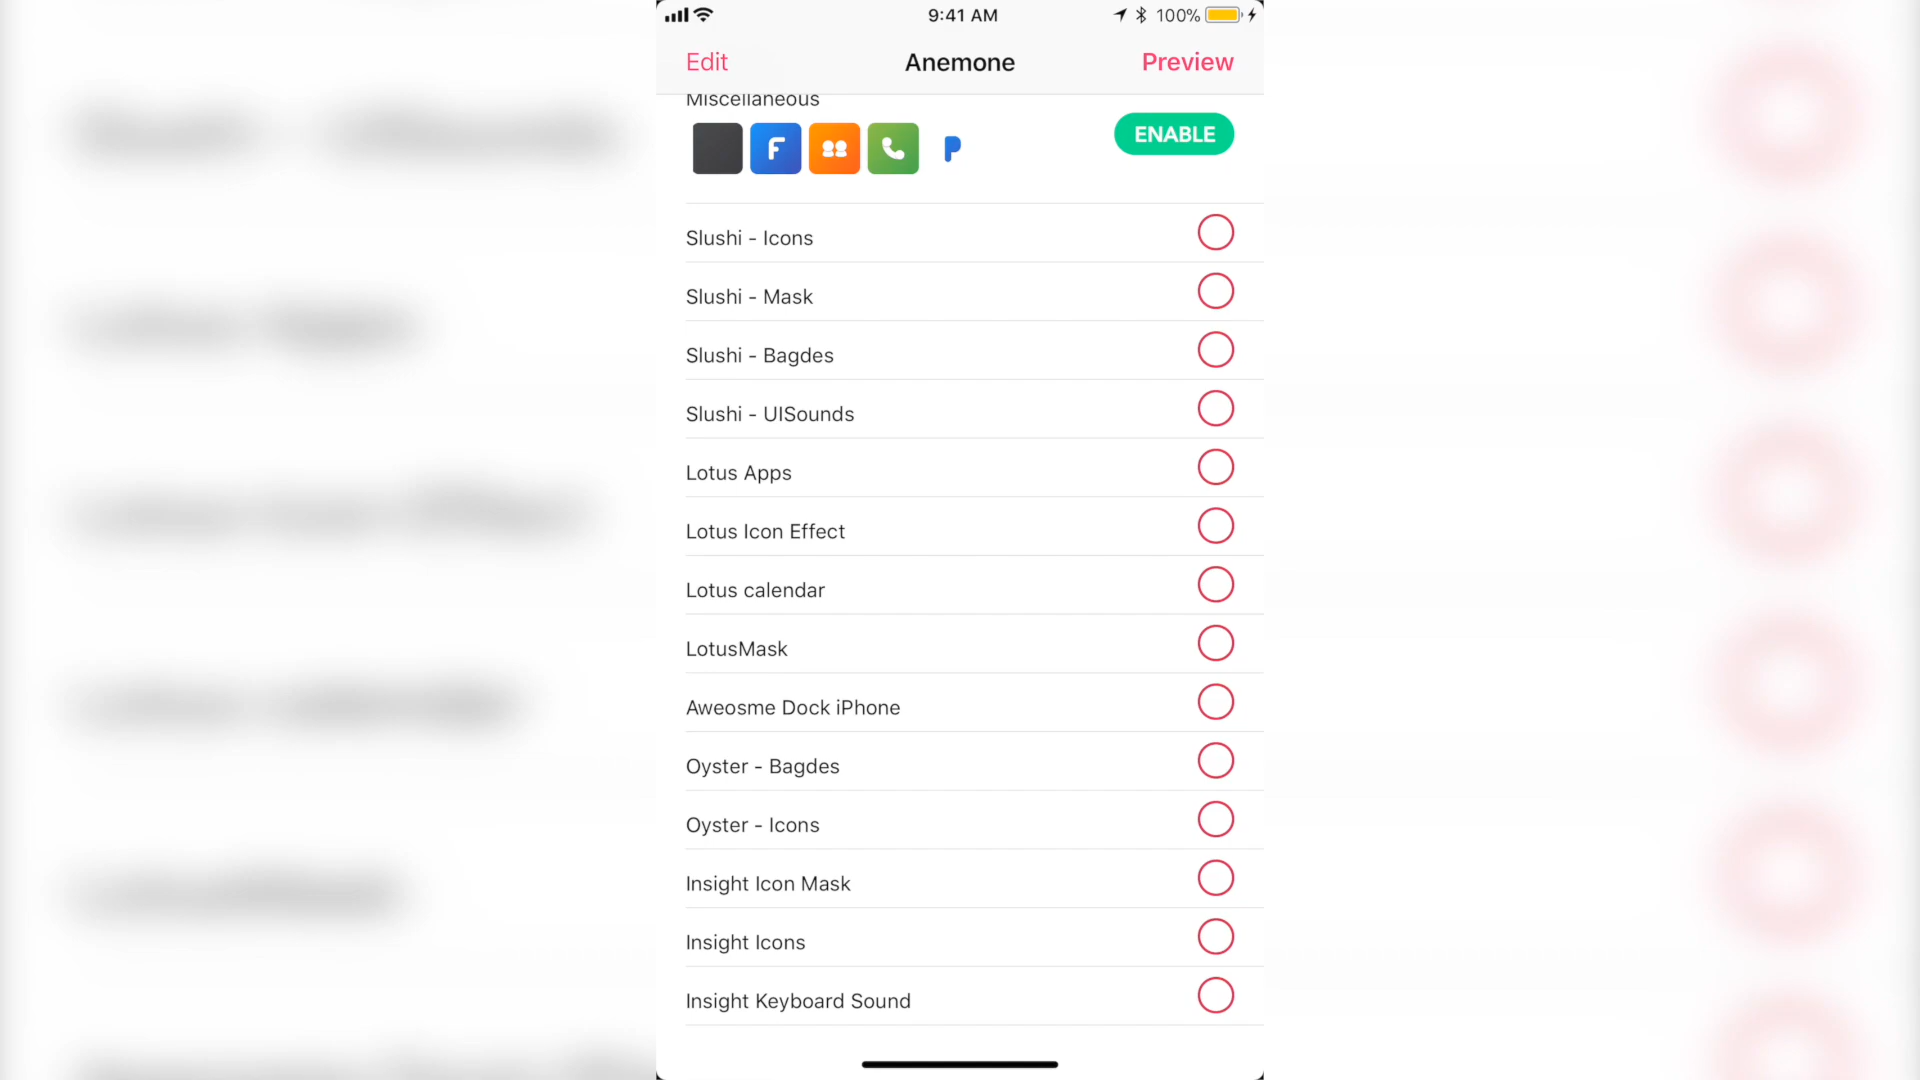 9:41 AM
100%
Edit
Anemone
Preview
Miscellaneous
ENABLE
F
P
Slushi - Icons
Slushi - Mask
Slushi - Bagdes
Slushi - UISounds
Lotus Apps
Lotus Icon Effect
Lotus calendar
LotusMask
Aweosme Dock iPhone
Oyster - Bagdes
Oyster - Icons
Insight Icon Mask
Insight Icons
Insight Keyboard Sound